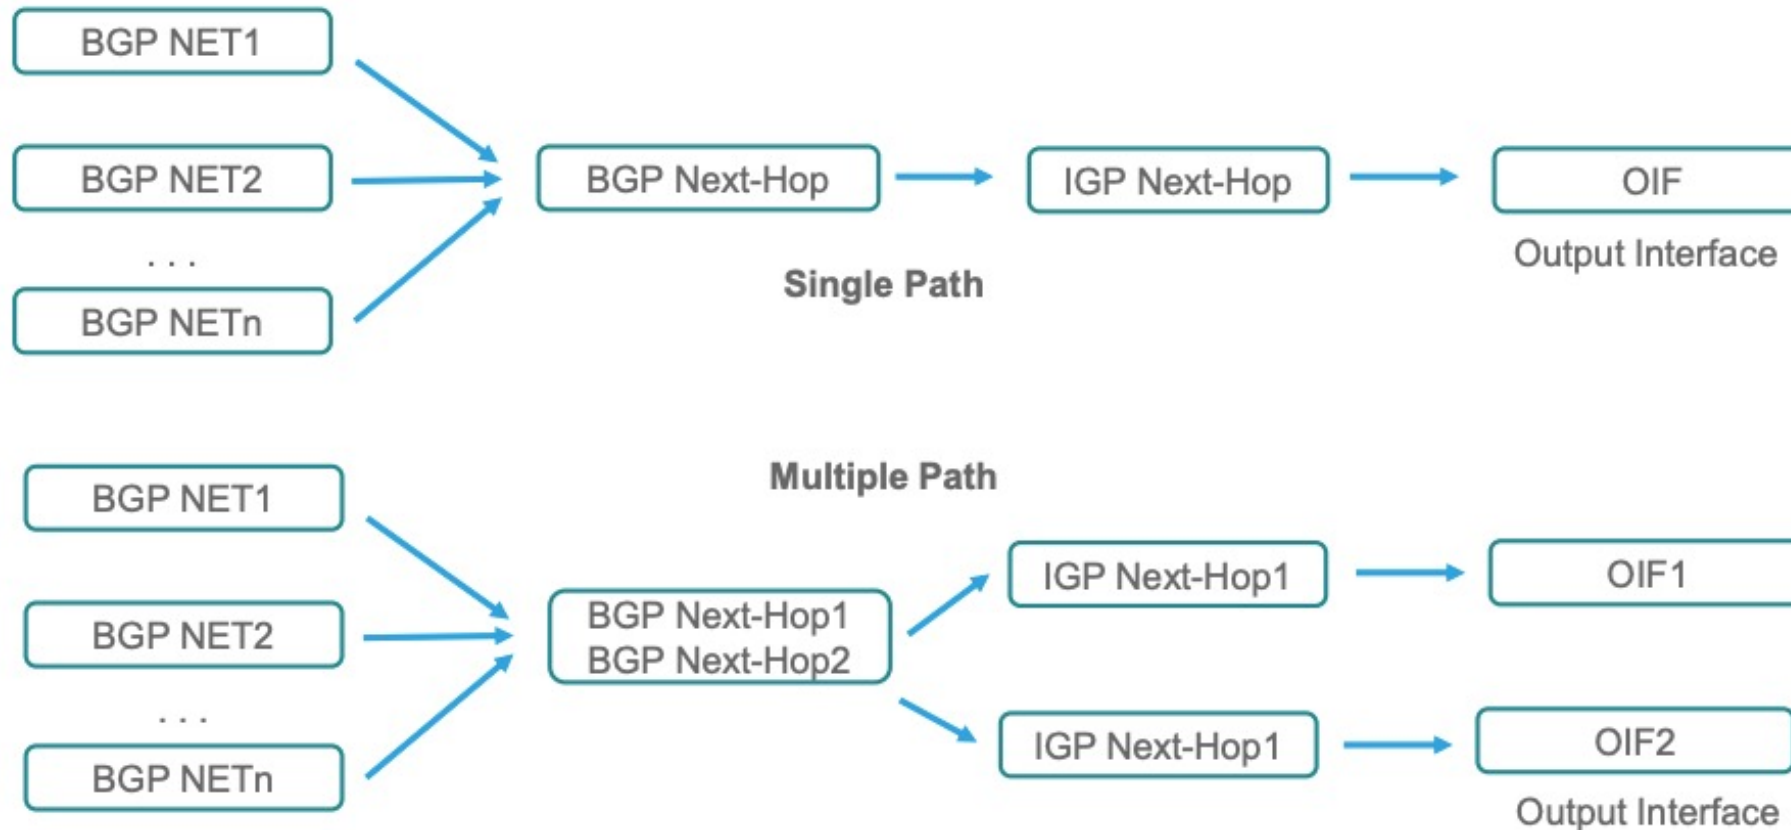 BGP NET1
BGP NET2
. . .
BGP NETn
BGP Next-Hop
IGP Next-Hop
OIF
Output Interface
Single Path
Multiple Path
BGP NET1
BGP NET2
. . .
BGP NETn
BGP Next-Hop1
BGP Next-Hop2
IGP Next-Hop1
OIF1
IGP Next-Hop1
OIF2
Output Interface